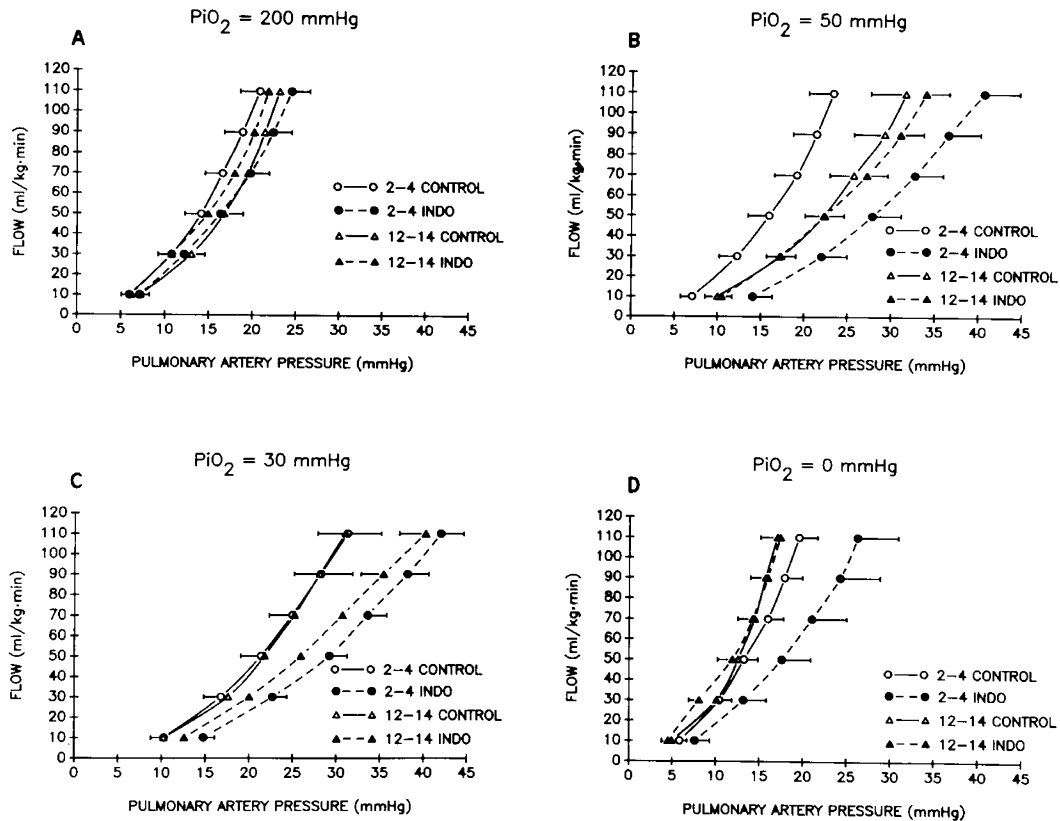 PiO2 = 200 mmHg
A
120
110
100
90
80
70
60
50
40
30
20
10
0
FLOW (ml/kg·min)
2–4 CONTROL
2–4 INDO
12–14 CONTROL
12–14 INDO
0 5 10 15 20 25 30 35 40 45
PULMONARY ARTERY PRESSURE (mmHg)
PiO2 = 50 mmHg
B
120
110
100
90
80
70
60
50
40
30
20
10
0
FLOW (ml/kg·min)
2–4 CONTROL
2–4 INDO
12–14 CONTROL
12–14 INDO
0 5 10 15 20 25 30 35 40 45
PULMONARY ARTERY PRESSURE (mmHg)
PiO2 = 30 mmHg
C
120
110
100
90
80
70
60
50
40
30
20
10
0
FLOW (ml/kg·min)
2–4 CONTROL
2–4 INDO
12–14 CONTROL
12–14 INDO
0 5 10 15 20 25 30 35 40 45
PULMONARY ARTERY PRESSURE (mmHg)
PiO2 = 0 mmHg
D
120
110
100
90
80
70
60
50
40
30
20
10
0
FLOW (ml/kg·min)
2–4 CONTROL
2–4 INDO
12–14 CONTROL
12–14 INDO
0 5 10 15 20 25 30 35 40 45
PULMONARY ARTERY PRESSURE (mmHg)